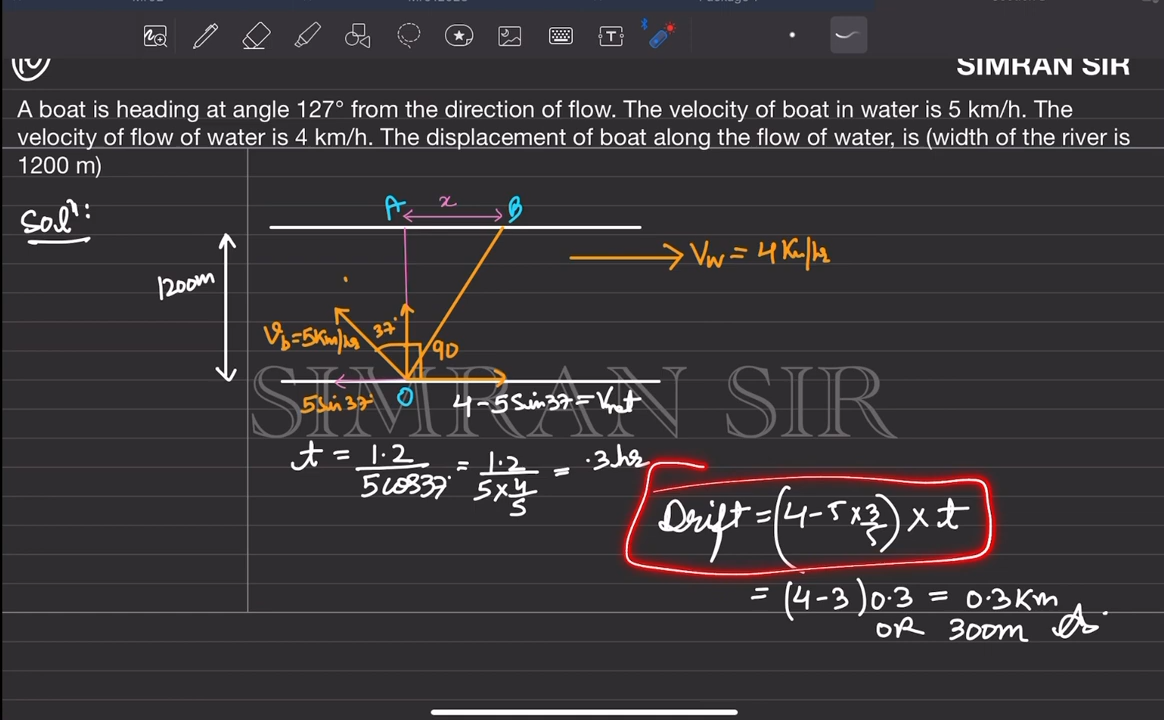 10
SIMRAN SIR
A boat is heading at angle 127° from the direction of flow. The velocity of boat in water is 5 km/h. The
velocity of flow of water is 4 km/h. The displacement of boat along the flow of water, is (width of the river is
1200 m)
Solⁿ:
A x B
1200m
Vw = 4Km/hr
Vb=5Km/hr 37° 90
5sin37° O 4-5sin37=Vnet
SIMRAN SIR
t = 1.2/5cos37° = 1.2/5×4/5 = .3hr
Drift = (4-5×3/5) × t
= (4-3)0.3 = 0.3Km
OR 300m